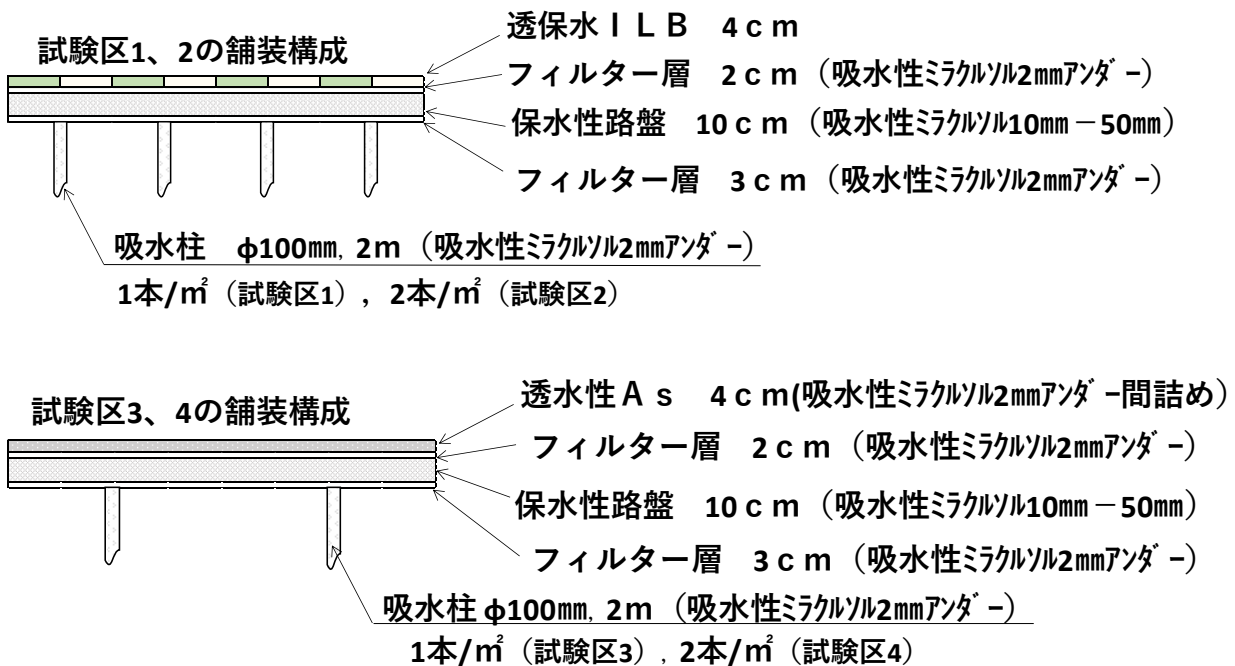 試験区1、2の舗装構成
透保水ＩＬＢ　4ｃｍ
フィルター層　2ｃｍ（吸水性ミラクルソル2㎜アンダー）
保水性路盤　10ｃｍ（吸水性ミラクルソル10mm－50mm）
フィルター層　3ｃｍ（吸水性ミラクルソル2㎜アンダー）
吸水柱　φ100㎜, 2ｍ（吸水性ミラクルソル2㎜アンダー）
1本/㎡（試験区1），2本/㎡（試験区2）
試験区3、4の舗装構成
透水性Ａｓ　4ｃｍ(吸水性ミラクルソル2㎜アンダー間詰め）
フィルター層　2ｃｍ（吸水性ミラクルソル2㎜アンダー）
保水性路盤　10ｃｍ（吸水性ミラクルソル10mm－50mm）
フィルター層　3ｃｍ（吸水性ミラクルソル2㎜アンダー）
吸水柱 φ100㎜, 2ｍ（吸水性ミラクルソル2㎜アンダー）
1本/㎡（試験区3）, 2本/㎡（試験区4）